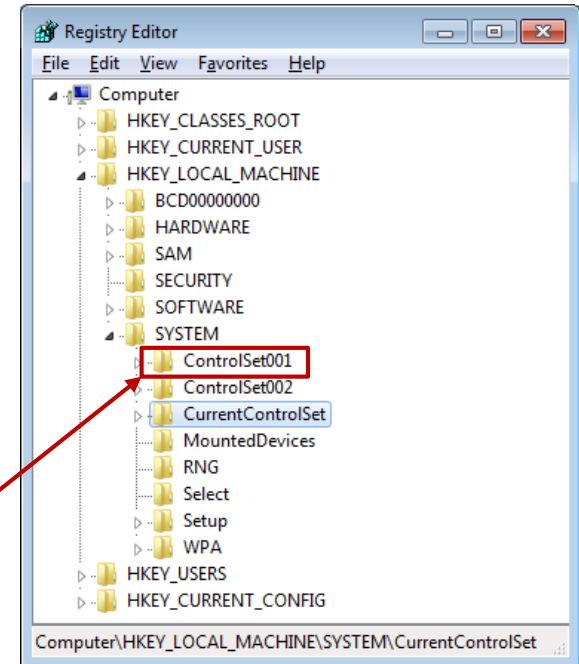 Registry Editor
File Edit View Favorites Help
Computer
HKEY_CLASSES_ROOT
HKEY_CURRENT_USER
HKEY_LOCAL_MACHINE
BCD00000000
HARDWARE
SAM
SECURITY
SOFTWARE
SYSTEM
ControlSet001
ControlSet002
CurrentControlSet
MountedDevices
RNG
Select
Setup
WPA
HKEY_USERS
HKEY_CURRENT_CONFIG
Computer\HKEY_LOCAL_MACHINE\SYSTEM\CurrentControlSet